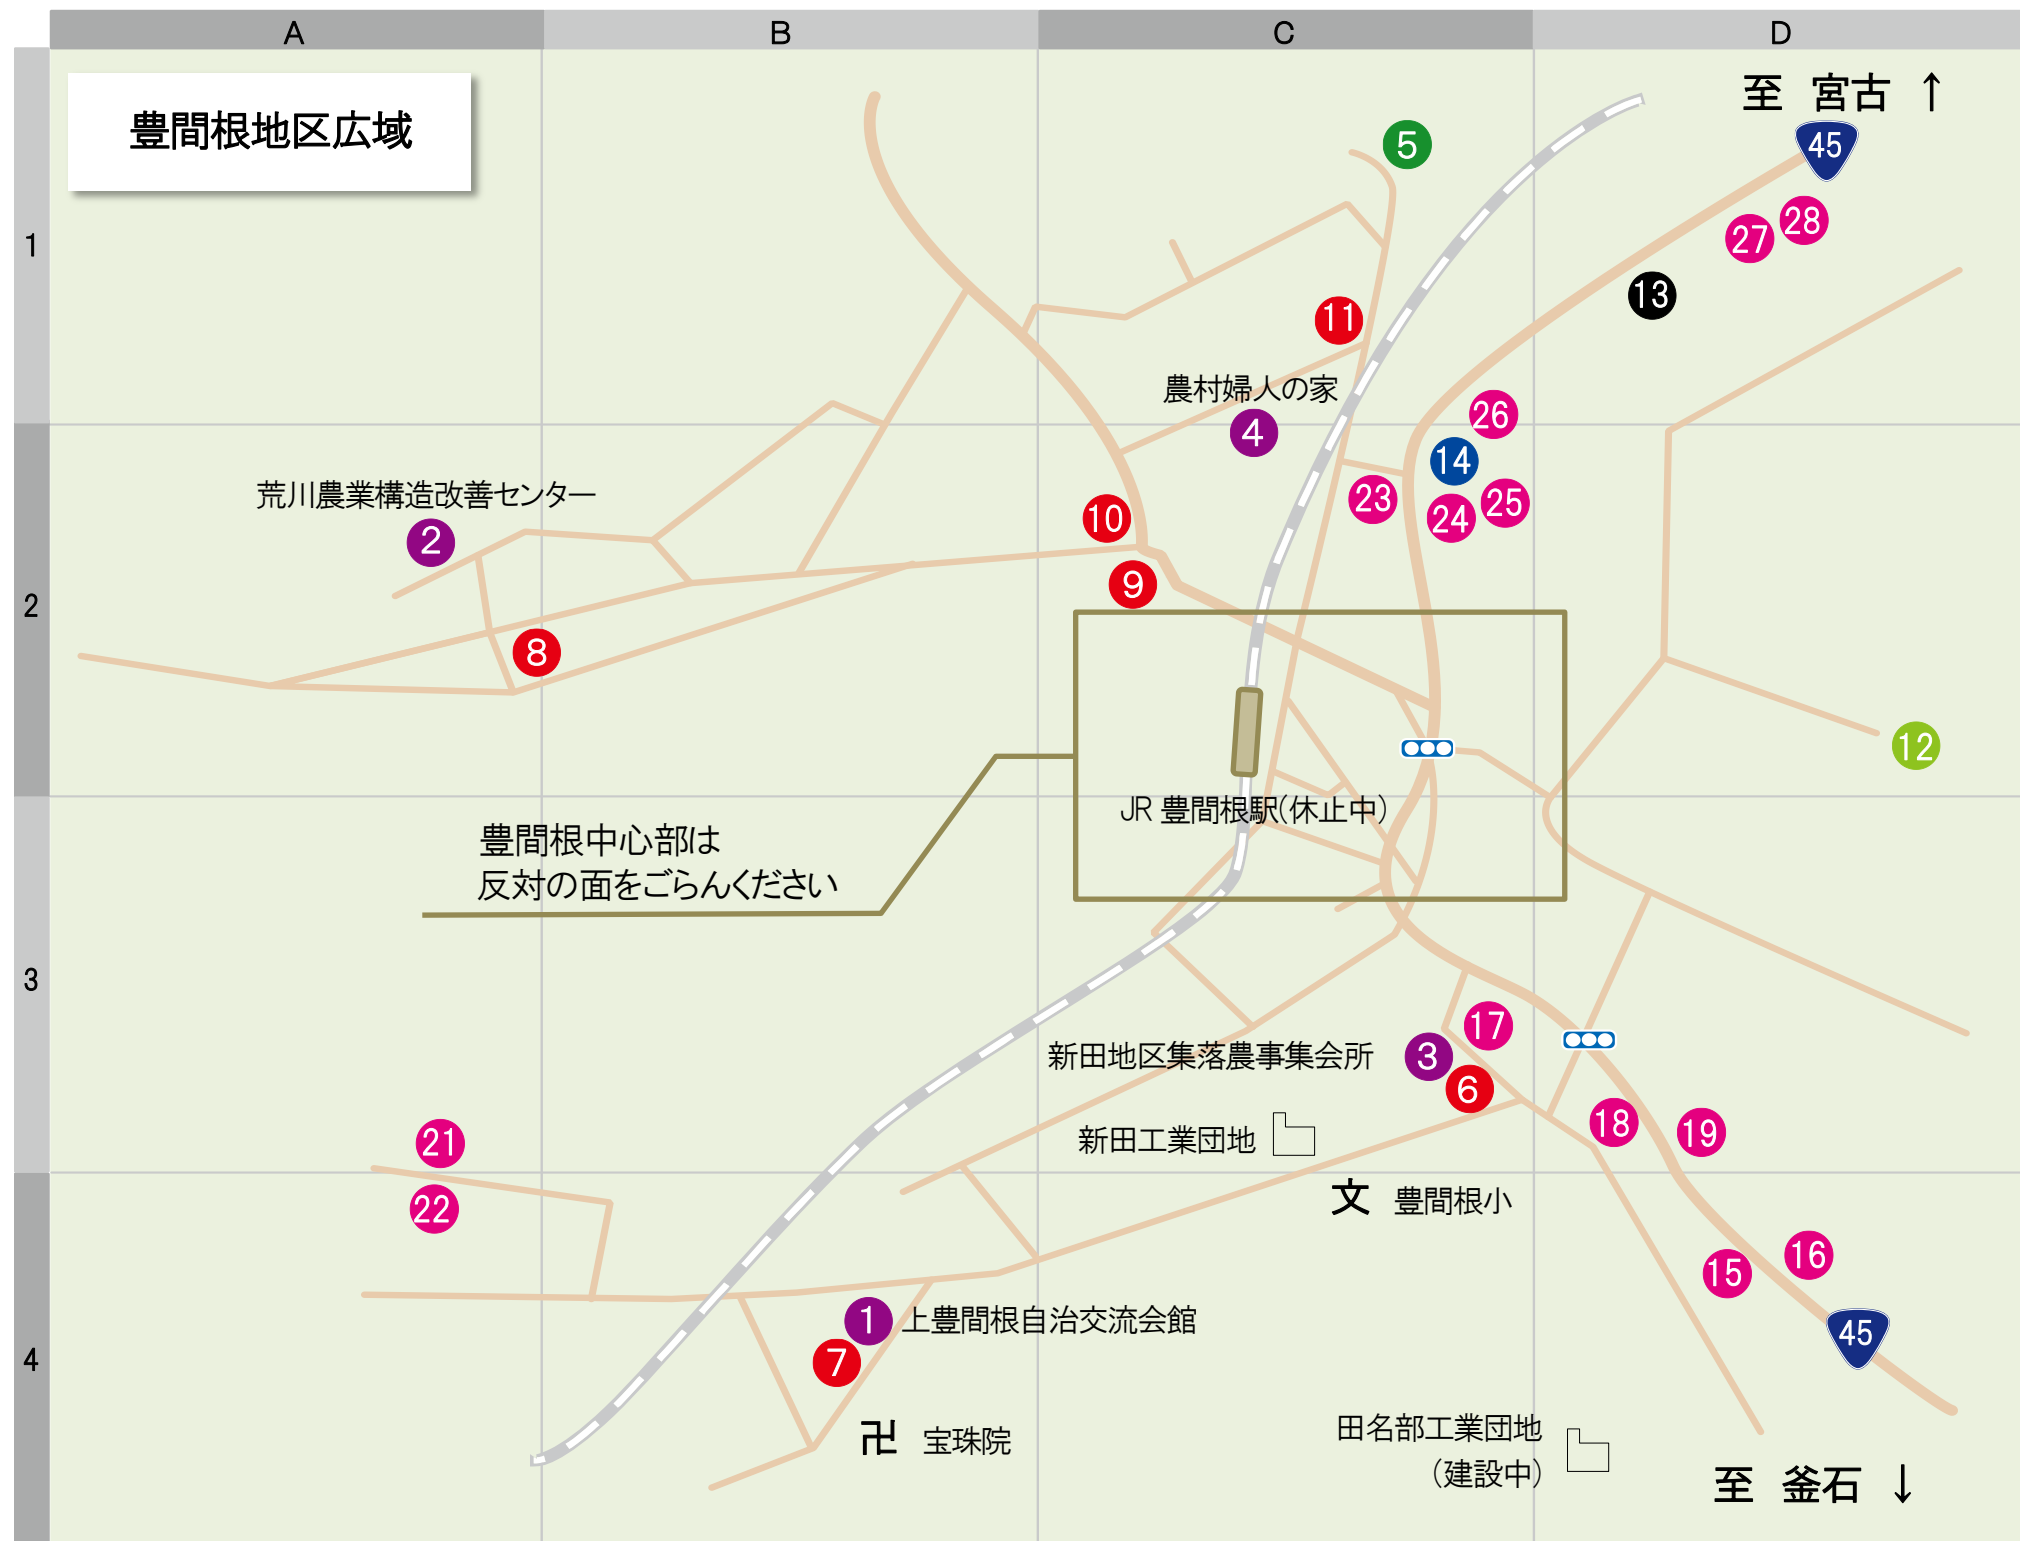 A
B
C
D
豊間根地区広域
至 宮古 ↑
45
5
28
27
1
13
11
農村婦人の家
26
4
14
荒川農業構造改善センター
23
25
24
10
2
9
2
8
12
JR 豊間根駅(休止中)
豊間根中心部は
反対の面をごらんください
3
17
新田地区集落農事集会所
3
6
18
19
21
新田工業団地
22
文 豊間根小
16
15
1
上豊間根自治交流会館
45
4
7
卍 宝珠院
田名部工業団地
(建設中)
至 釜石 ↓